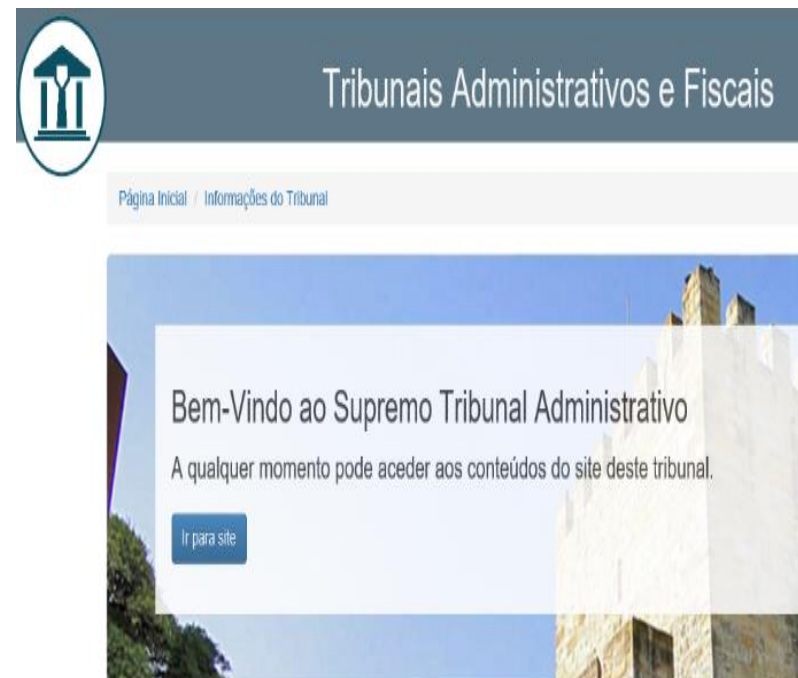 Tribunais Administrativos e Fiscais
Página Inicial / Informações do Tribunal
Bem-Vindo ao Supremo Tribunal Administrativo
A qualquer momento pode aceder aos conteúdos do site deste tribunal.
Ir para site